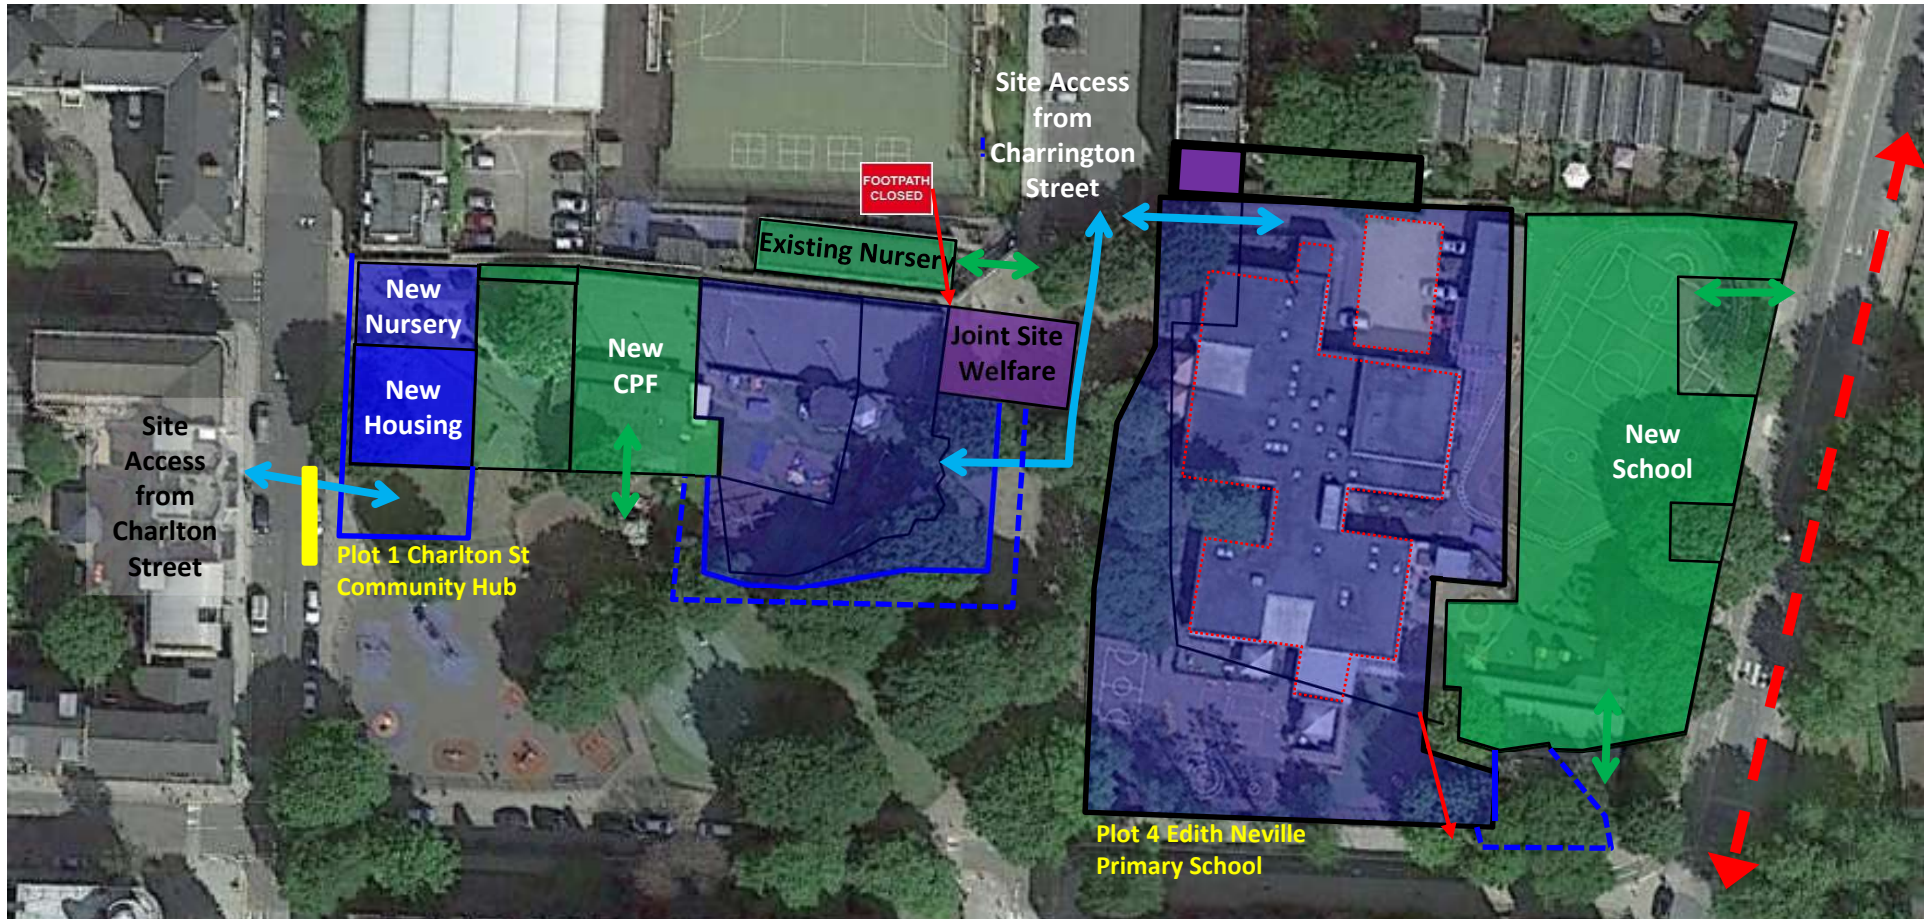 Site Access
from
Charrington
Street
FOOTPATH
CLOSED
Existing Nursery
New
Nursery
New
Housing
New
CPF
Joint Site
Welfare
New
School
Site
Access
from
Charlton
Street
Plot 1 Charlton St
Community Hub
Plot 4 Edith Neville
Primary School